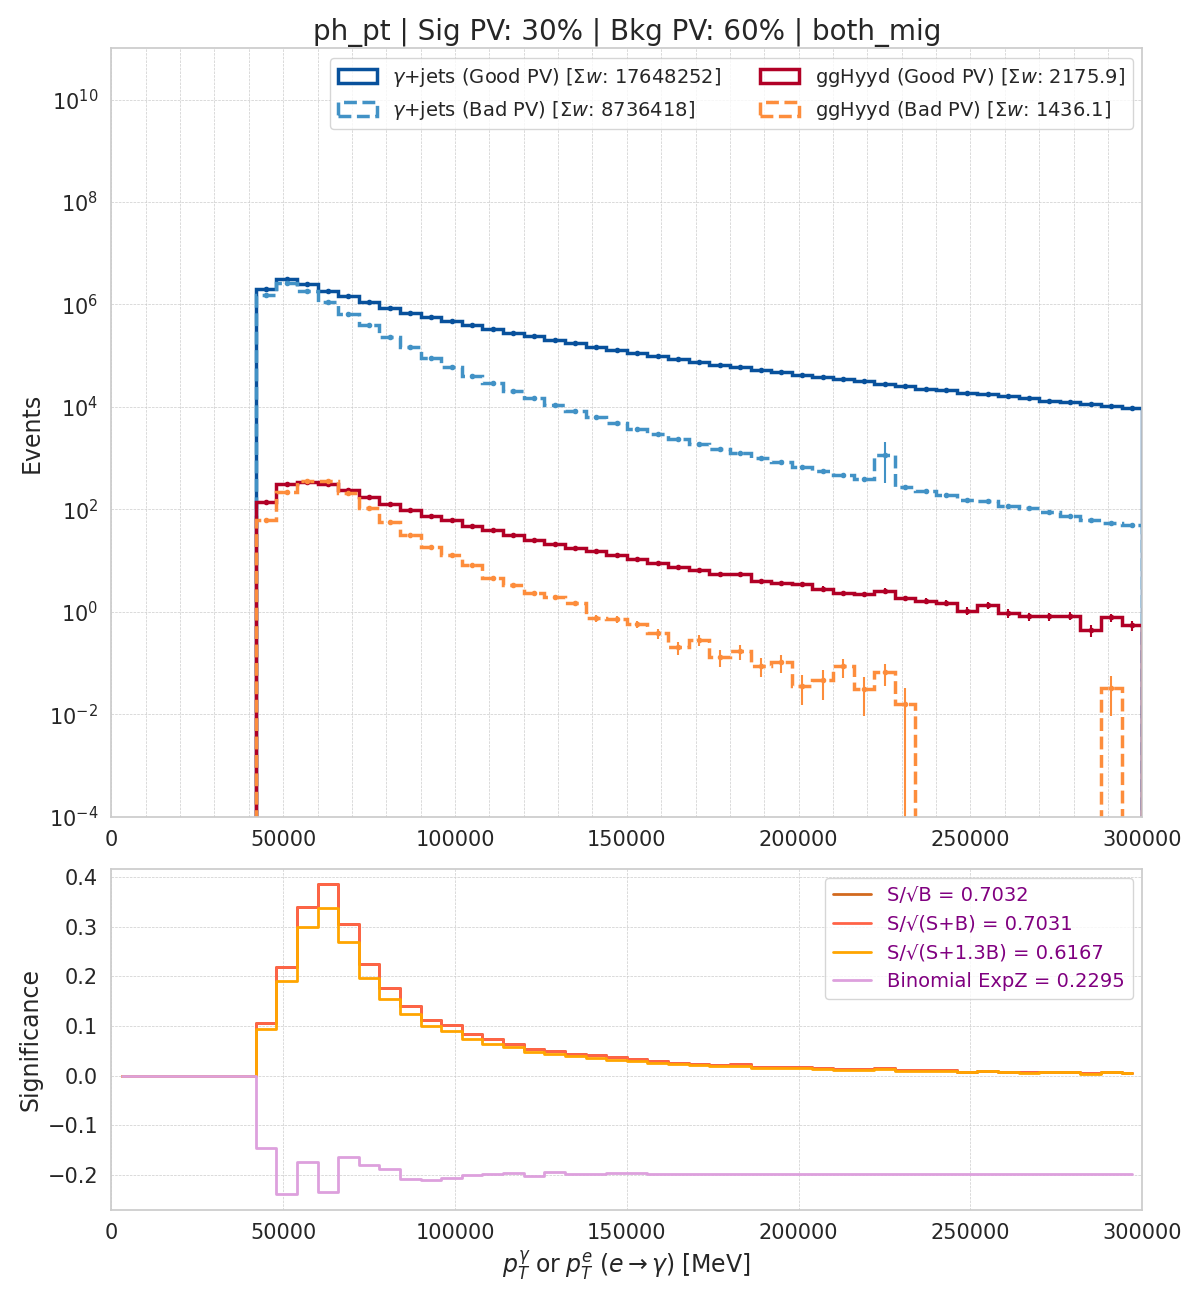 ph_pt | Sig PV: 30% | Bkg PV: 60% | both_mig
γ+jets (Good PV) [Σw: 17648252]
γ+jets (Bad PV) [Σw: 8736418]
ggHyyd (Good PV) [Σw: 2175.9]
ggHyyd (Bad PV) [Σw: 1436.1]
Events
10^10
10^8
10^6
10^4
10^2
10^0
10^−2
10^−4
0 50000 100000 150000 200000 250000 300000
S/√B = 0.7032
S/√(S+B) = 0.7031
S/√(S+1.3B) = 0.6167
Binomial ExpZ = 0.2295
Significance
0.4
0.3
0.2
0.1
0.0
−0.1
−0.2
0 50000 100000 150000 200000 250000 300000
p_T^γ or p_T^e (e→γ) [MeV]